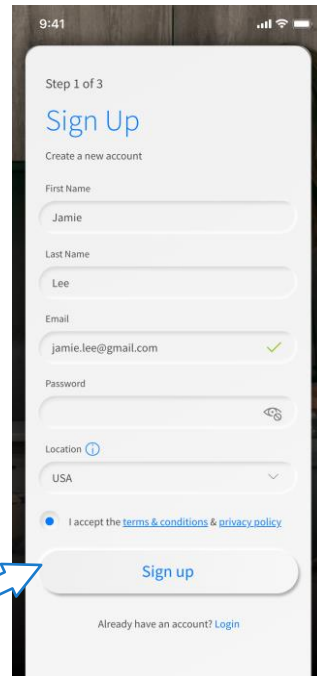 9:41
Step 1 of 3
Sign Up
Create a new account
First Name
Jamie
Last Name
Lee
Email
jamie.lee@gmail.com
Password
Location
USA
I accept the terms & conditions & privacy policy
Sign up
Already have an account? Login